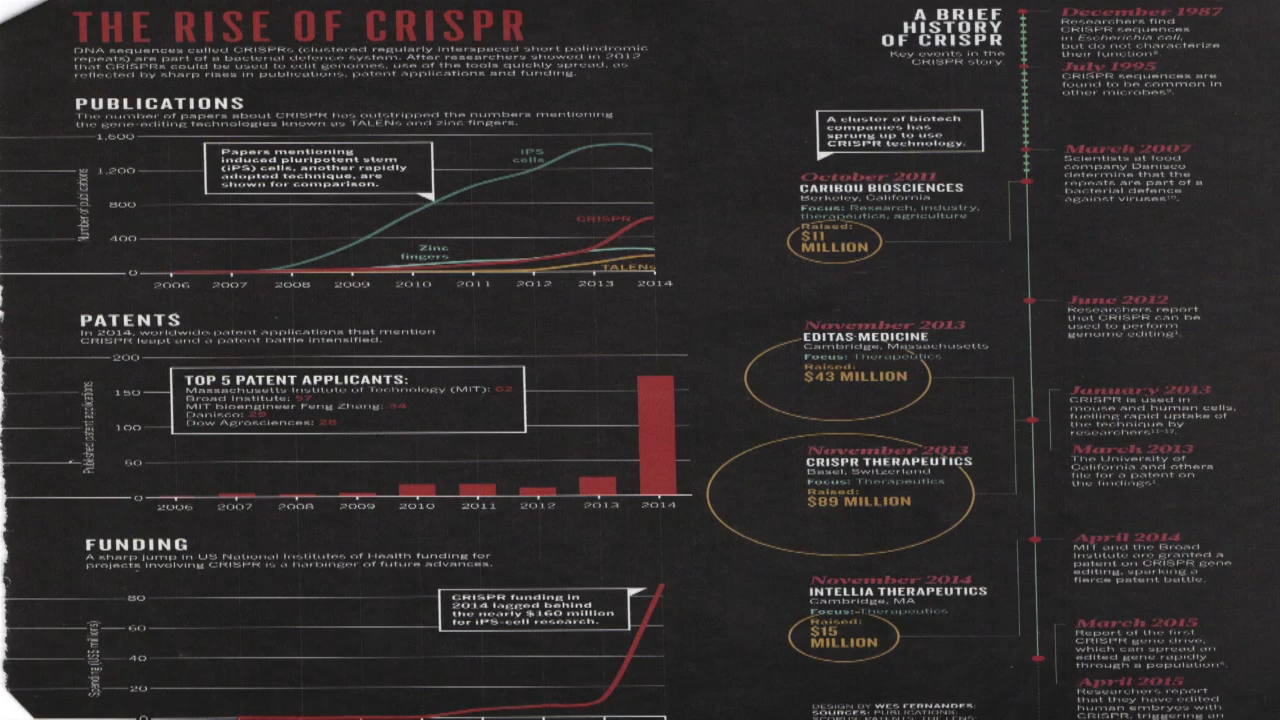 THE RISE OF CRISPR
DNA sequences called CRISPRs (clustered regularly interspaced short palindromic
repeats) are part of a bacterial defence system. After researchers showed in 2012
that CRISPRs could be used to edit genomes, use of the tools quickly spread, as
reflected by sharp rises in publications, patent applications and funding.
PUBLICATIONS
The number of papers about CRISPR has outstripped the numbers mentioning
the gene-editing technologies known as TALENs and zinc fingers.
1,600
1,200
800
400
0
Number of publications
Papers mentioning
induced pluripotent stem
(iPS) cells, another rapidly
adopted technique, are
shown for comparison.
iPS
cells
CRISPR
Zinc
fingers
TALENs
2006 2007 2008 2009 2010 2011 2012 2013 2014
PATENTS
In 2014, worldwide patent applications that mention
CRISPR leapt and a patent battle intensified.
200
150
100
50
0
Published patent applications
TOP 5 PATENT APPLICANTS:
Massachusetts Institute of Technology (MIT): 62
Broad Institute: 57
MIT bioengineer Feng Zhang: 34
Danisco: 29
Dow Agrosciences: 28
2006 2007 2008 2009 2010 2011 2012 2013 2014
FUNDING
A sharp jump in US National Institutes of Health funding for
projects involving CRISPR is a harbinger of future advances.
80
60
40
20
0
Spending (US$ millions)
CRISPR funding in
2014 lagged behind
the nearly $160 million
for iPS-cell research.
A BRIEF
HISTORY
OF CRISPR
Key events in the
CRISPR story.
A cluster of biotech
companies has
sprung up to use
CRISPR technology.
October 2011
CARIBOU BIOSCIENCES
Berkeley, California
Focus: Research, industry,
therapeutics, agriculture
Raised:
$11
MILLION
November 2013
EDITAS MEDICINE
Cambridge, Massachusetts
Focus: Therapeutics
Raised:
$43 MILLION
November 2013
CRISPR THERAPEUTICS
Basel, Switzerland
Focus: Therapeutics
Raised:
$89 MILLION
November 2014
INTELLIA THERAPEUTICS
Cambridge, MA
Focus: Therapeutics
Raised:
$15
MILLION
DESIGN BY WES FERNANDES;
SOURCES: PUBLICATIONS:
SCOPUS; PATENTS: THE LENS;
December 1987
Researchers find
CRISPR sequences
in Escherichia coli,
but do not characterize
their function⁸.
July 1995
CRISPR sequences are
found to be common in
other microbes⁹.
March 2007
Scientists at food
company Danisco
determine that the
repeats are part of a
bacterial defence
against viruses¹⁰.
June 2012
Researchers report
that CRISPR can be
used to perform
genome editing¹.
January 2013
CRISPR is used in
mouse and human cells,
fuelling rapid uptake of
the technique by
researchers¹¹⁻¹².
March 2013
The University of
California and others
file for a patent on
the findings¹.
April 2014
MIT and the Broad
Institute are granted a
patent on CRISPR gene
editing, sparking a
fierce patent battle.
March 2015
Report of the first
CRISPR gene drive,
which can spread an
edited gene rapidly
through a population⁶.
April 2015
Researchers report
that they have edited
human embryos with
CRISPR, triggering an